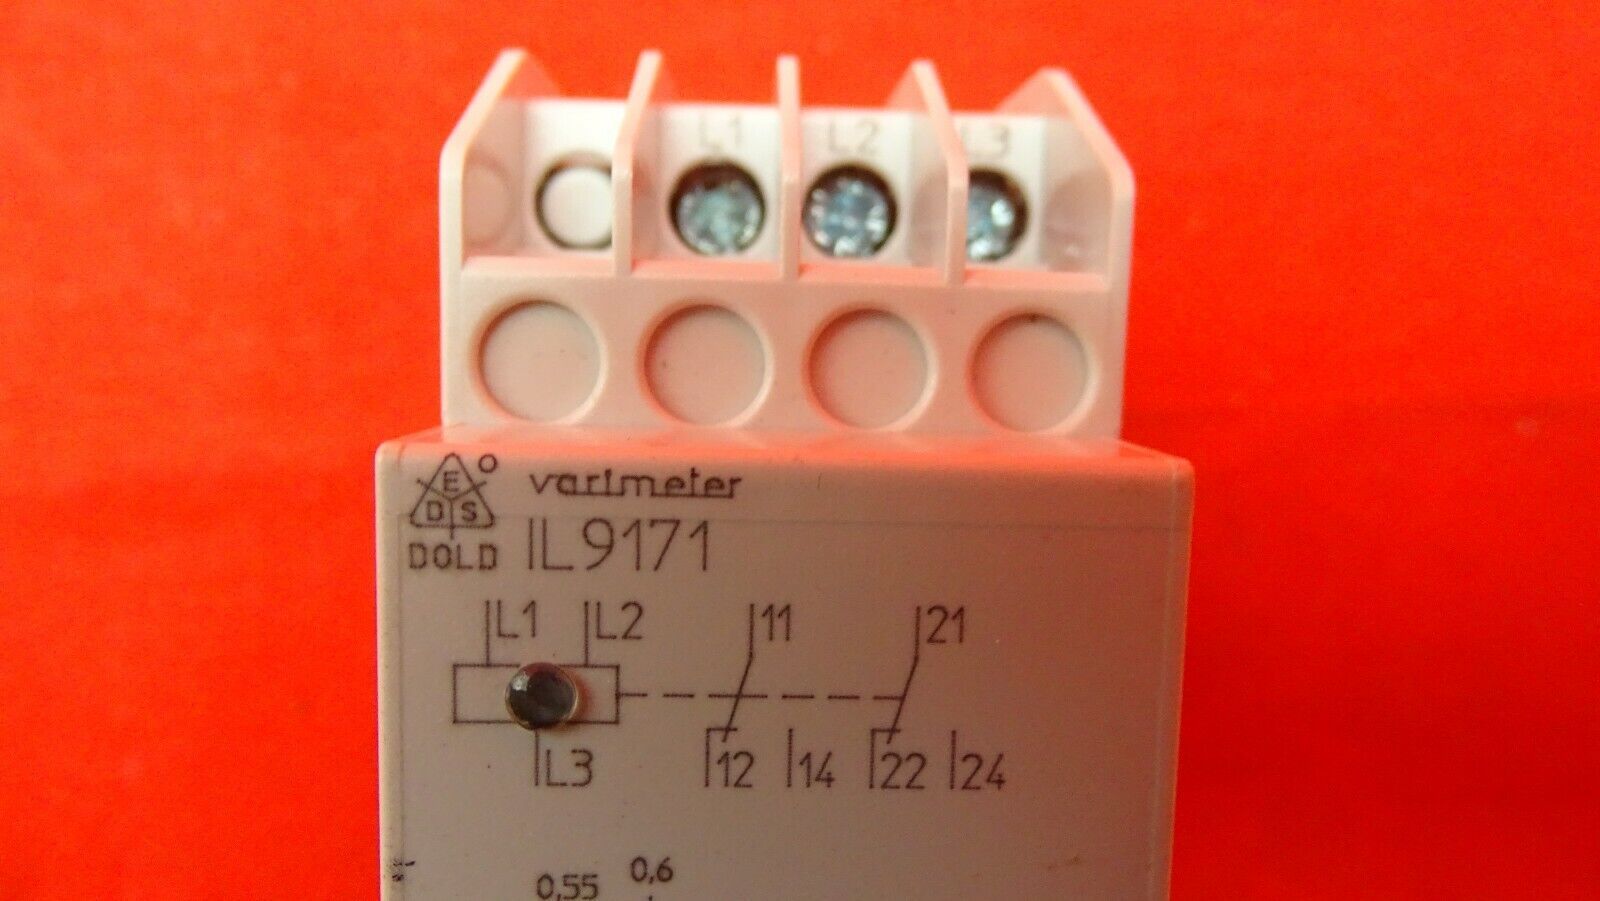 L1 L2 L3
E
D S
DOLD
varimeter
IL9171
L1 L2 11 21
L3 12 14 22 24
0,55 0,6